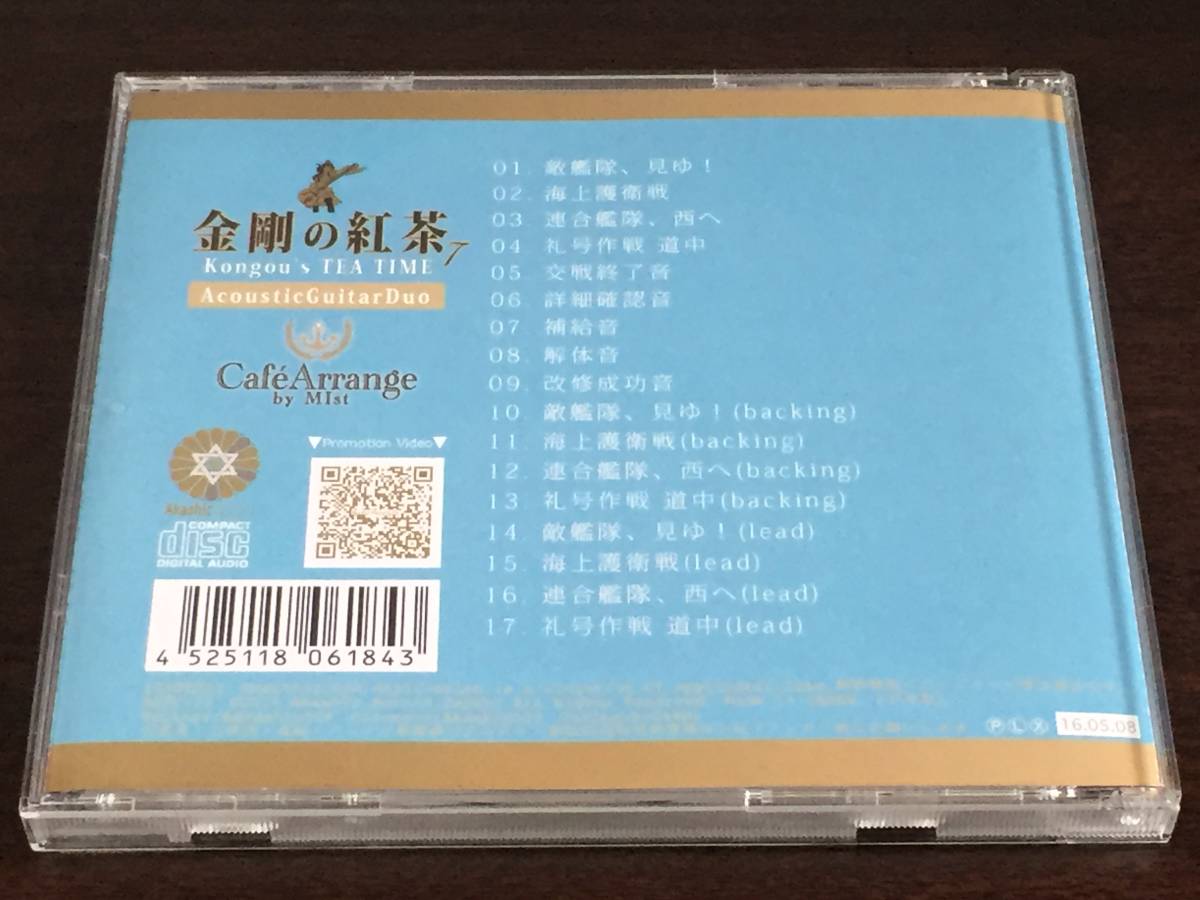 金剛の紅茶7
Kongou's TEA TIME
AcousticGuitarDuo
CaféArrange
by MIst
▼Promotion Video▼
Akashic
COMPACT
disc
DIGITAL AUDIO
4 525118 061843
01. 敵艦隊、見ゆ！
02. 海上護衛戦
03. 連合艦隊、西へ
04. 礼号作戦 道中
05. 交戦終了音
06. 詳細確認音
07. 補給音
08. 解体音
09. 改修成功音
10. 敵艦隊、見ゆ！(backing)
11. 海上護衛戦(backing)
12. 連合艦隊、西へ(backing)
13. 礼号作戦 道中(backing)
14. 敵艦隊、見ゆ！(lead)
15. 海上護衛戦(lead)
16. 連合艦隊、西へ(lead)
17. 礼号作戦 道中(lead)
Ⓟ Ⓛ Ⓧ 16.05.08